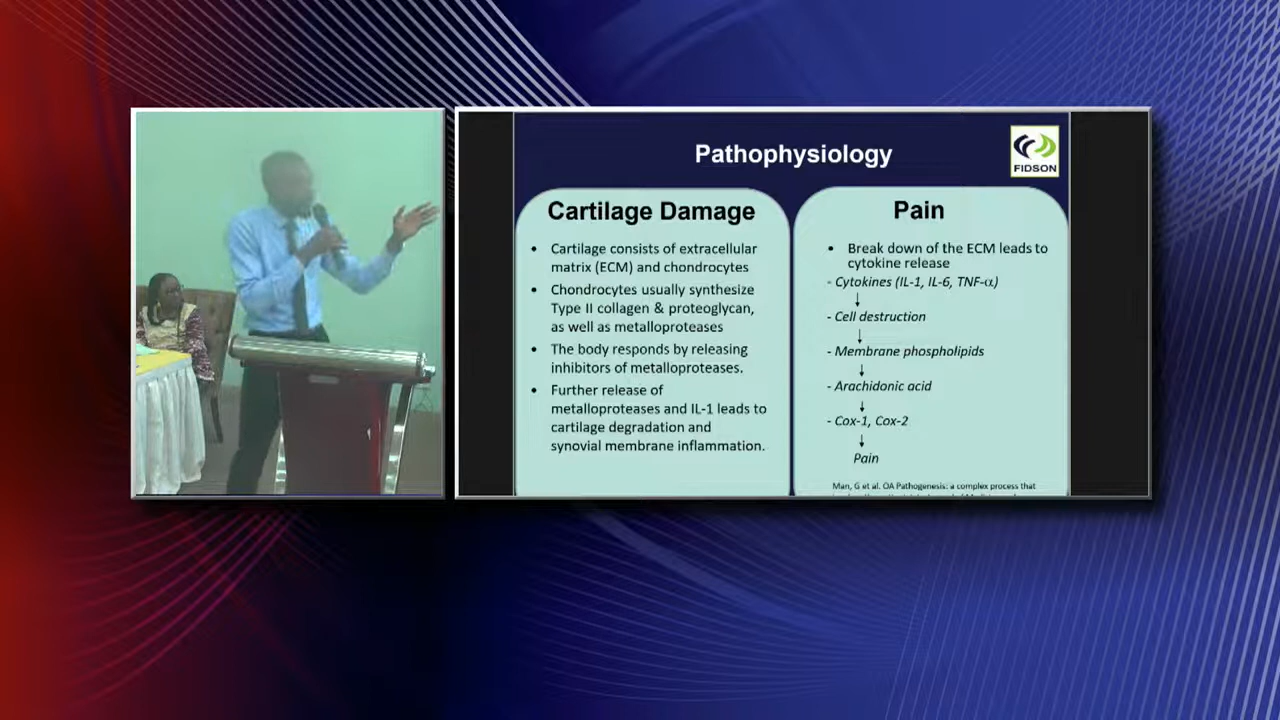 Pathophysiology
FIDSON
Cartilage Damage
• Cartilage consists of extracellular
matrix (ECM) and chondrocytes
• Chondrocytes usually synthesize
Type II collagen & proteoglycan,
as well as metalloproteases
• The body responds by releasing
inhibitors of metalloproteases.
• Further release of
metalloproteases and IL-1 leads to
cartilage degradation and
synovial membrane inflammation.
Pain
• Break down of the ECM leads to
cytokine release
- Cytokines (IL-1, IL-6, TNF-α)
↓
- Cell destruction
↓
- Membrane phospholipids
↓
- Arachidonic acid
↓
- Cox-1, Cox-2
↓
Pain
Man, G et al. OA Pathogenesis: a complex process that